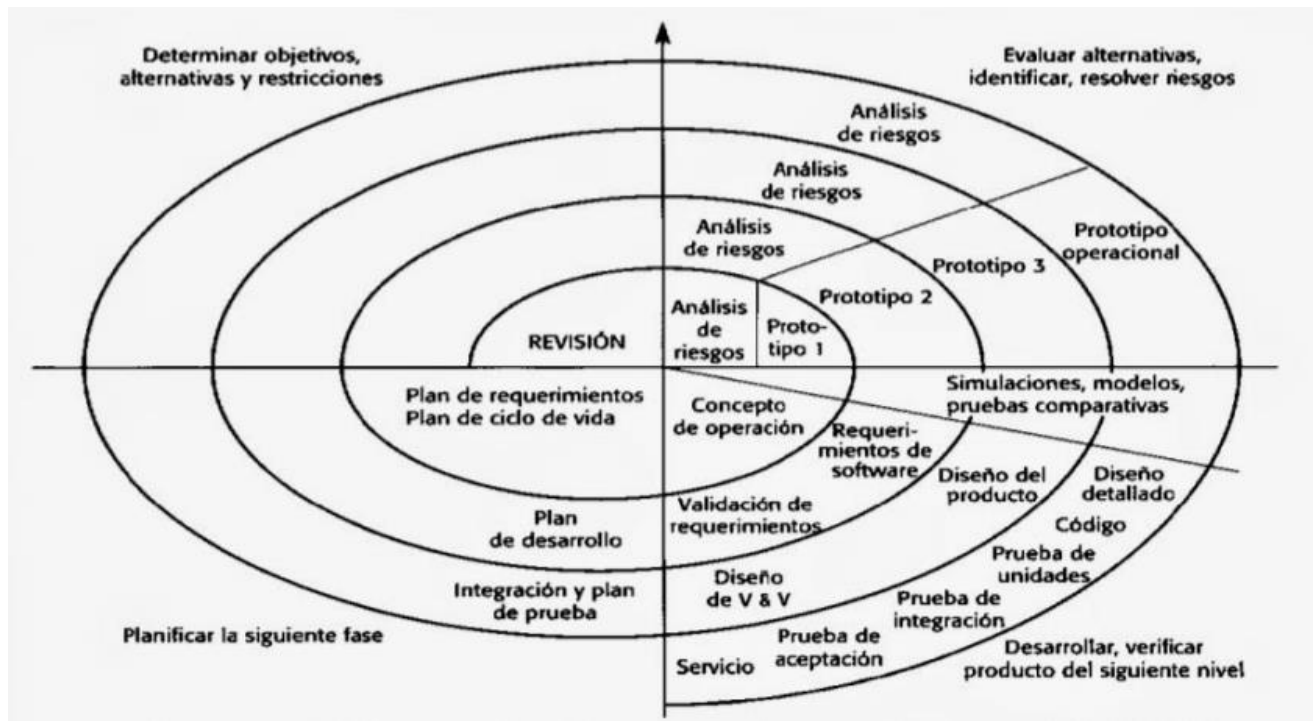 Determinar objetivos,
alternativas y restricciones
Evaluar alternativas,
identificar, resolver riesgos
Análisis
de riesgos
Análisis
de riesgos
Análisis
de riesgos
Análisis
de
riesgos
Proto-
tipo 1
Prototipo 2
Prototipo 3
Prototipo
operacional
REVISIÓN
Plan de requerimientos
Plan de ciclo de vida
Concepto
de operación
Simulaciones, modelos,
pruebas comparativas
Requeri-
mientos de
software
Diseño del
producto
Diseño
detallado
Código
Prueba de
unidades
Plan
de desarrollo
Validación de
requerimientos
Integración y plan
de prueba
Diseño
de V & V
Prueba de
integración
Prueba de
aceptación
Servicio
Planificar la siguiente fase
Desarrollar, verificar
producto del siguiente nivel